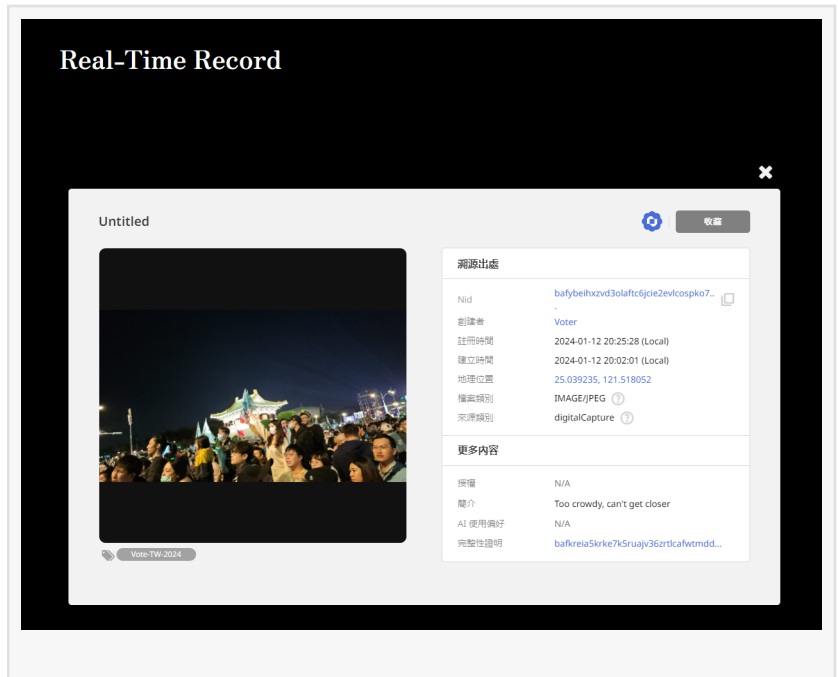 Real-Time Record
Untitled
收藏
溯源出處
Nid
bafybeihxzvd3olaftc6jcie2evlcospko7...
創建者
Voter
註冊時間
2024-01-12 20:25:28 (Local)
建立時間
2024-01-12 20:02:01 (Local)
地理位置
25.039235, 121.518052
檔案類別
IMAGE/JPEG ?
來源類別
digitalCapture ?
更多內容
授權
N/A
簡介
Too crowdy, can't get closer
AI 使用偏好
N/A
完整性證明
bafkreia5krke7k5ruajv36zrtlcafwtmdd...
Vote-TW-2024